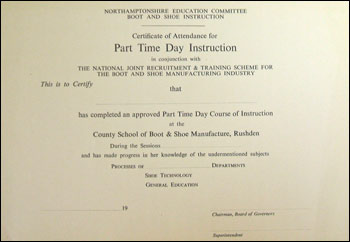 NORTHAMPTONSHIRE EDUCATION COMMITTEE
BOOT AND SHOE INSTRUCTION
Certificate of Attendance for
Part Time Day Instruction
in conjunction with
THE NATIONAL JOINT RECRUITMENT & TRAINING SCHEME FOR
THE BOOT AND SHOE MANUFACTURING INDUSTRY
This is to Certify that
has completed an approved Part Time Day Course of Instruction
at the
County School of Boot & Shoe Manufacture, Rushden
During the Sessions
and has made progress in her knowledge of the undermentioned subjects
PROCESSES OF DEPARTMENTS
SHOE TECHNOLOGY
GENERAL EDUCATION
19
Chairman, Board of Governors
Superintendent